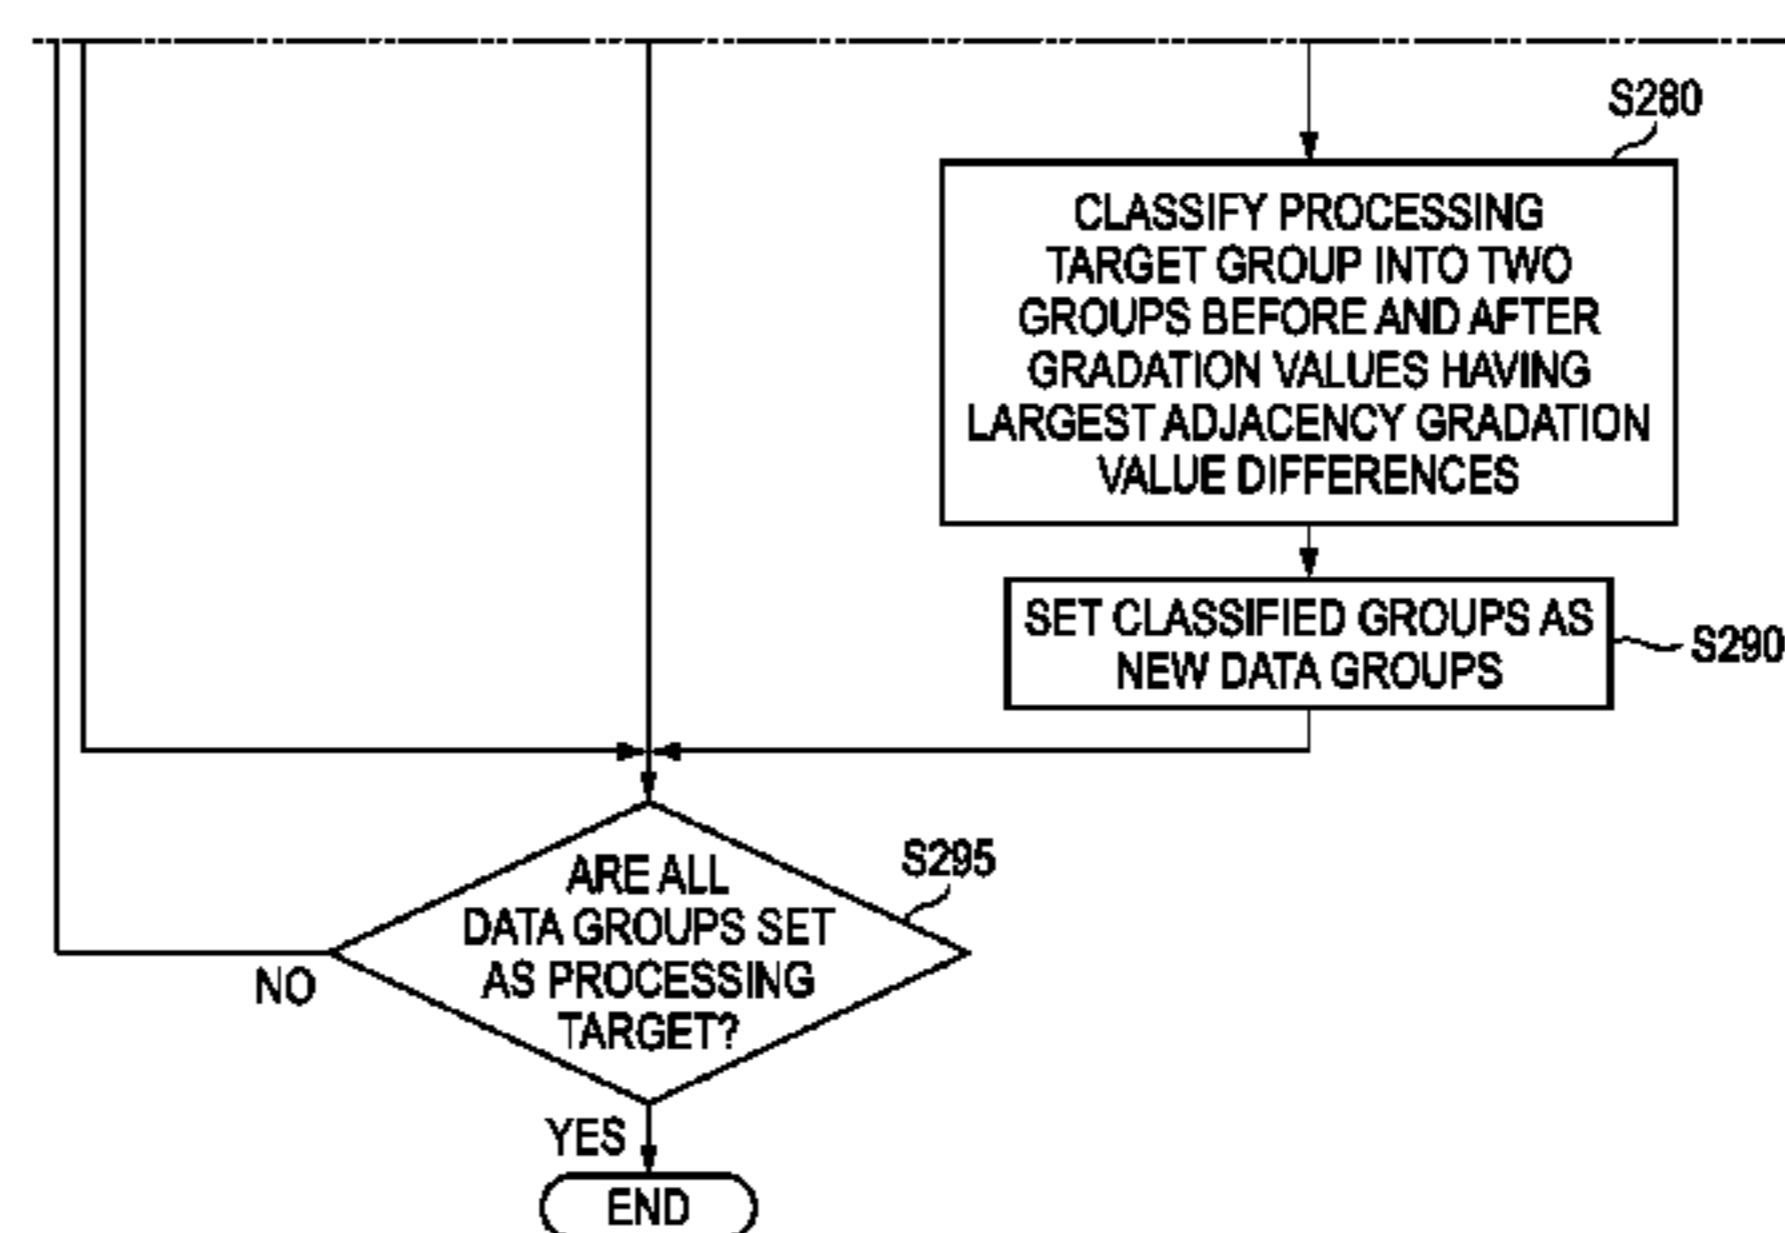 S280
CLASSIFY PROCESSING
TARGET GROUP INTO TWO
GROUPS BEFORE AND AFTER
GRADATION VALUES HAVING
LARGEST ADJACENCY GRADATION
VALUE DIFFERENCES
SET CLASSIFIED GROUPS AS
NEW DATA GROUPS
S290
S295
ARE ALL
DATA GROUPS SET
AS PROCESSING
TARGET?
NO
YES
END